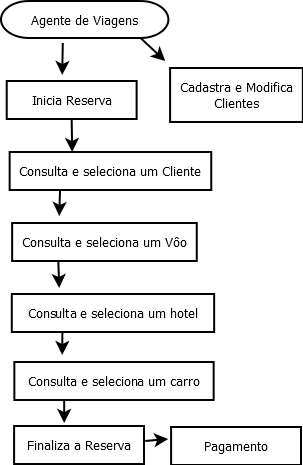 Agente de Viagens
Cadastra e Modifica
Clientes
Inicia Reserva
Consulta e seleciona um Cliente
Consulta e seleciona um Vôo
Consulta e seleciona um hotel
Consulta e seleciona um carro
Finaliza a Reserva
Pagamento